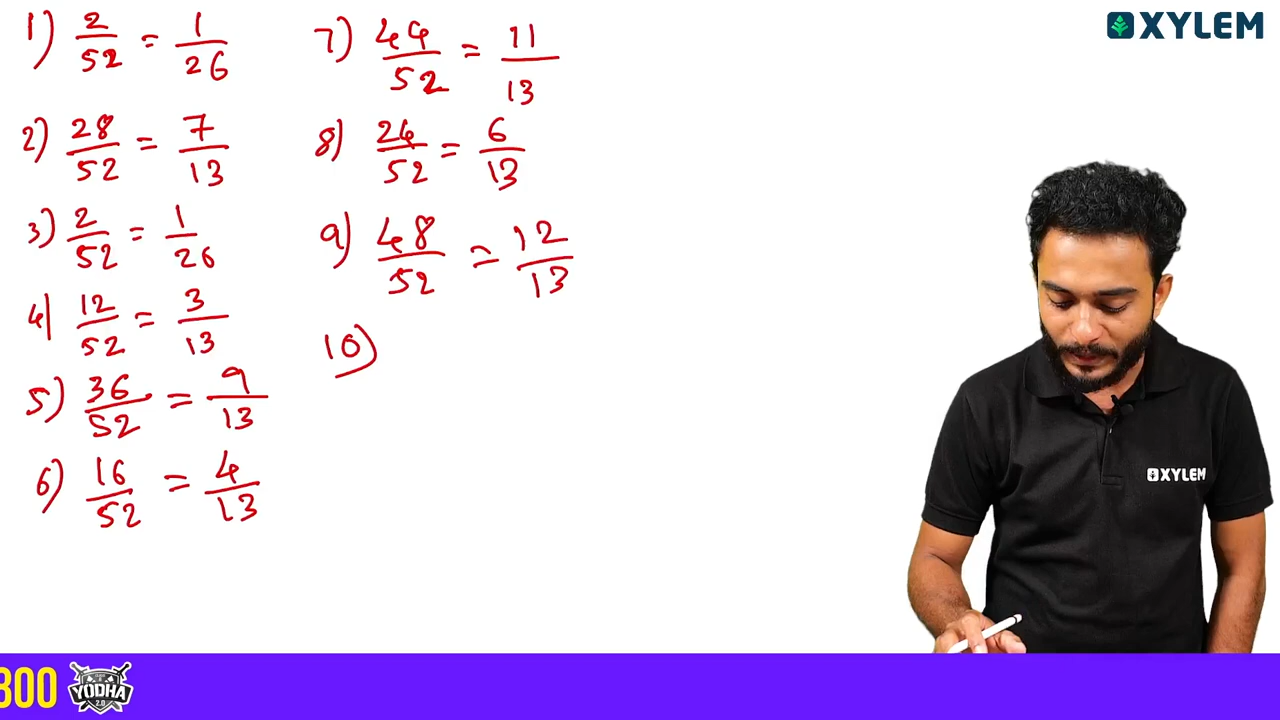 1) 2/52 = 1/26
2) 28/52 = 7/13
3) 2/52 = 1/26
4) 12/52 = 3/13
5) 36/52 = 9/13
6) 16/52 = 4/13
7) 44/52 = 11/13
8) 24/52 = 6/13
9) 48/52 = 12/13
10)
XYLEM
XYLEM
300
YODHA
2.0